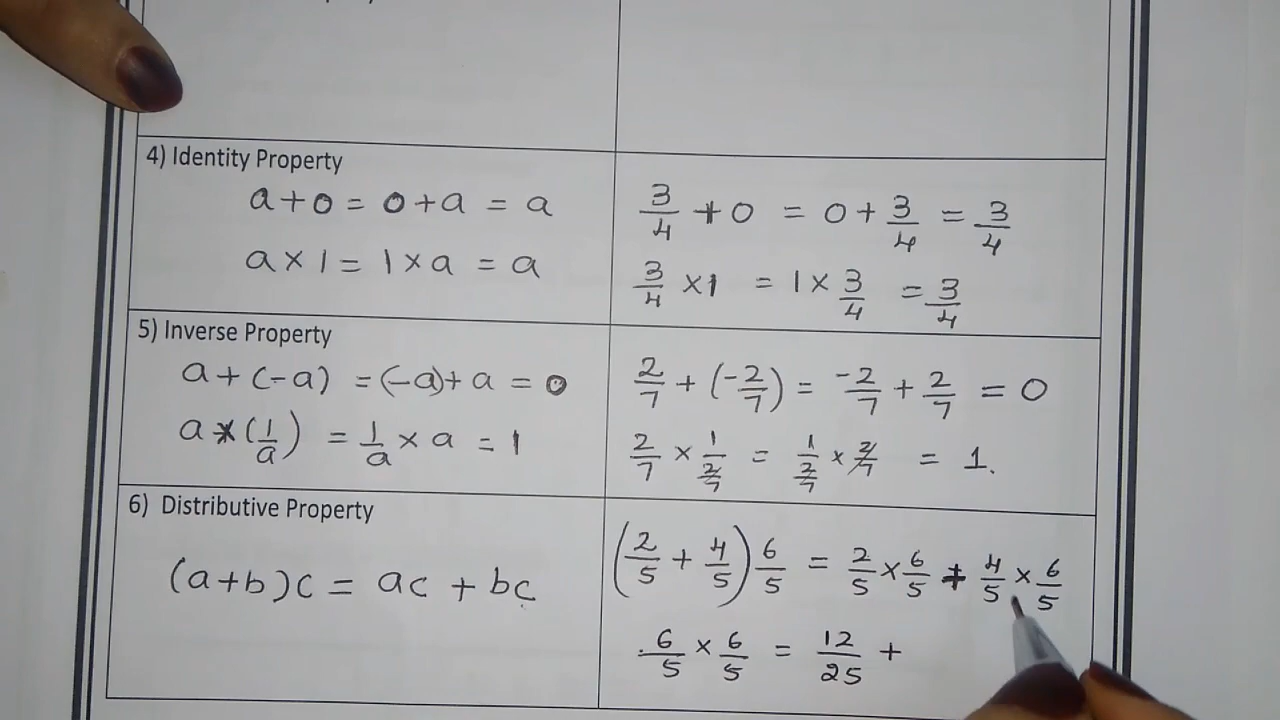 4) Identity Property
a + 0 = 0 + a = a
3/4 + 0 = 0 + 3/4 = 3/4
a × 1 = 1 × a = a
3/4 × 1 = 1 × 3/4 = 3/4
5) Inverse Property
a + (-a) = (-a) + a = 0
2/7 + (-2/7) = -2/7 + 2/7 = 0
a × (1/a) = 1/a × a = 1
2/7 × 1/(2/7) = 1/(2/7) × 2/7 = 1.
6) Distributive Property
(a+b)c = ac + bc
(2/5 + 4/5) 6/5 = 2/5 × 6/5 + 4/5 × 6/5
6/5 × 6/5 = 12/25 +